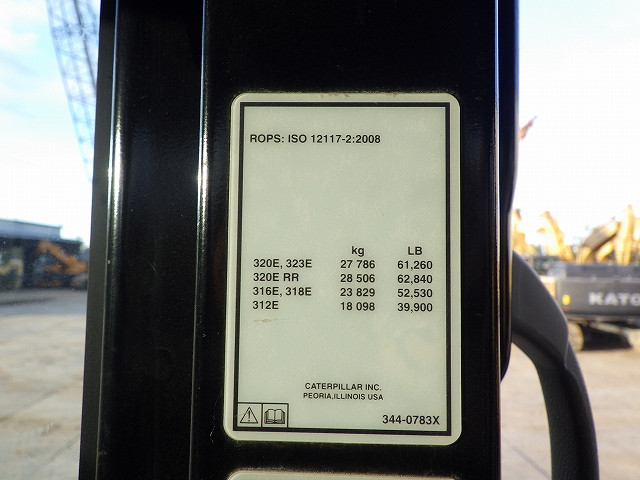 ROPS: ISO 12117-2:2008
kg LB
320E, 323E 27 786 61,260
320E RR 28 506 62,840
316E, 318E 23 829 52,530
312E 18 098 39,900
CATERPILLAR INC.
PEORIA,ILLINOIS USA
344-0783X
KATO